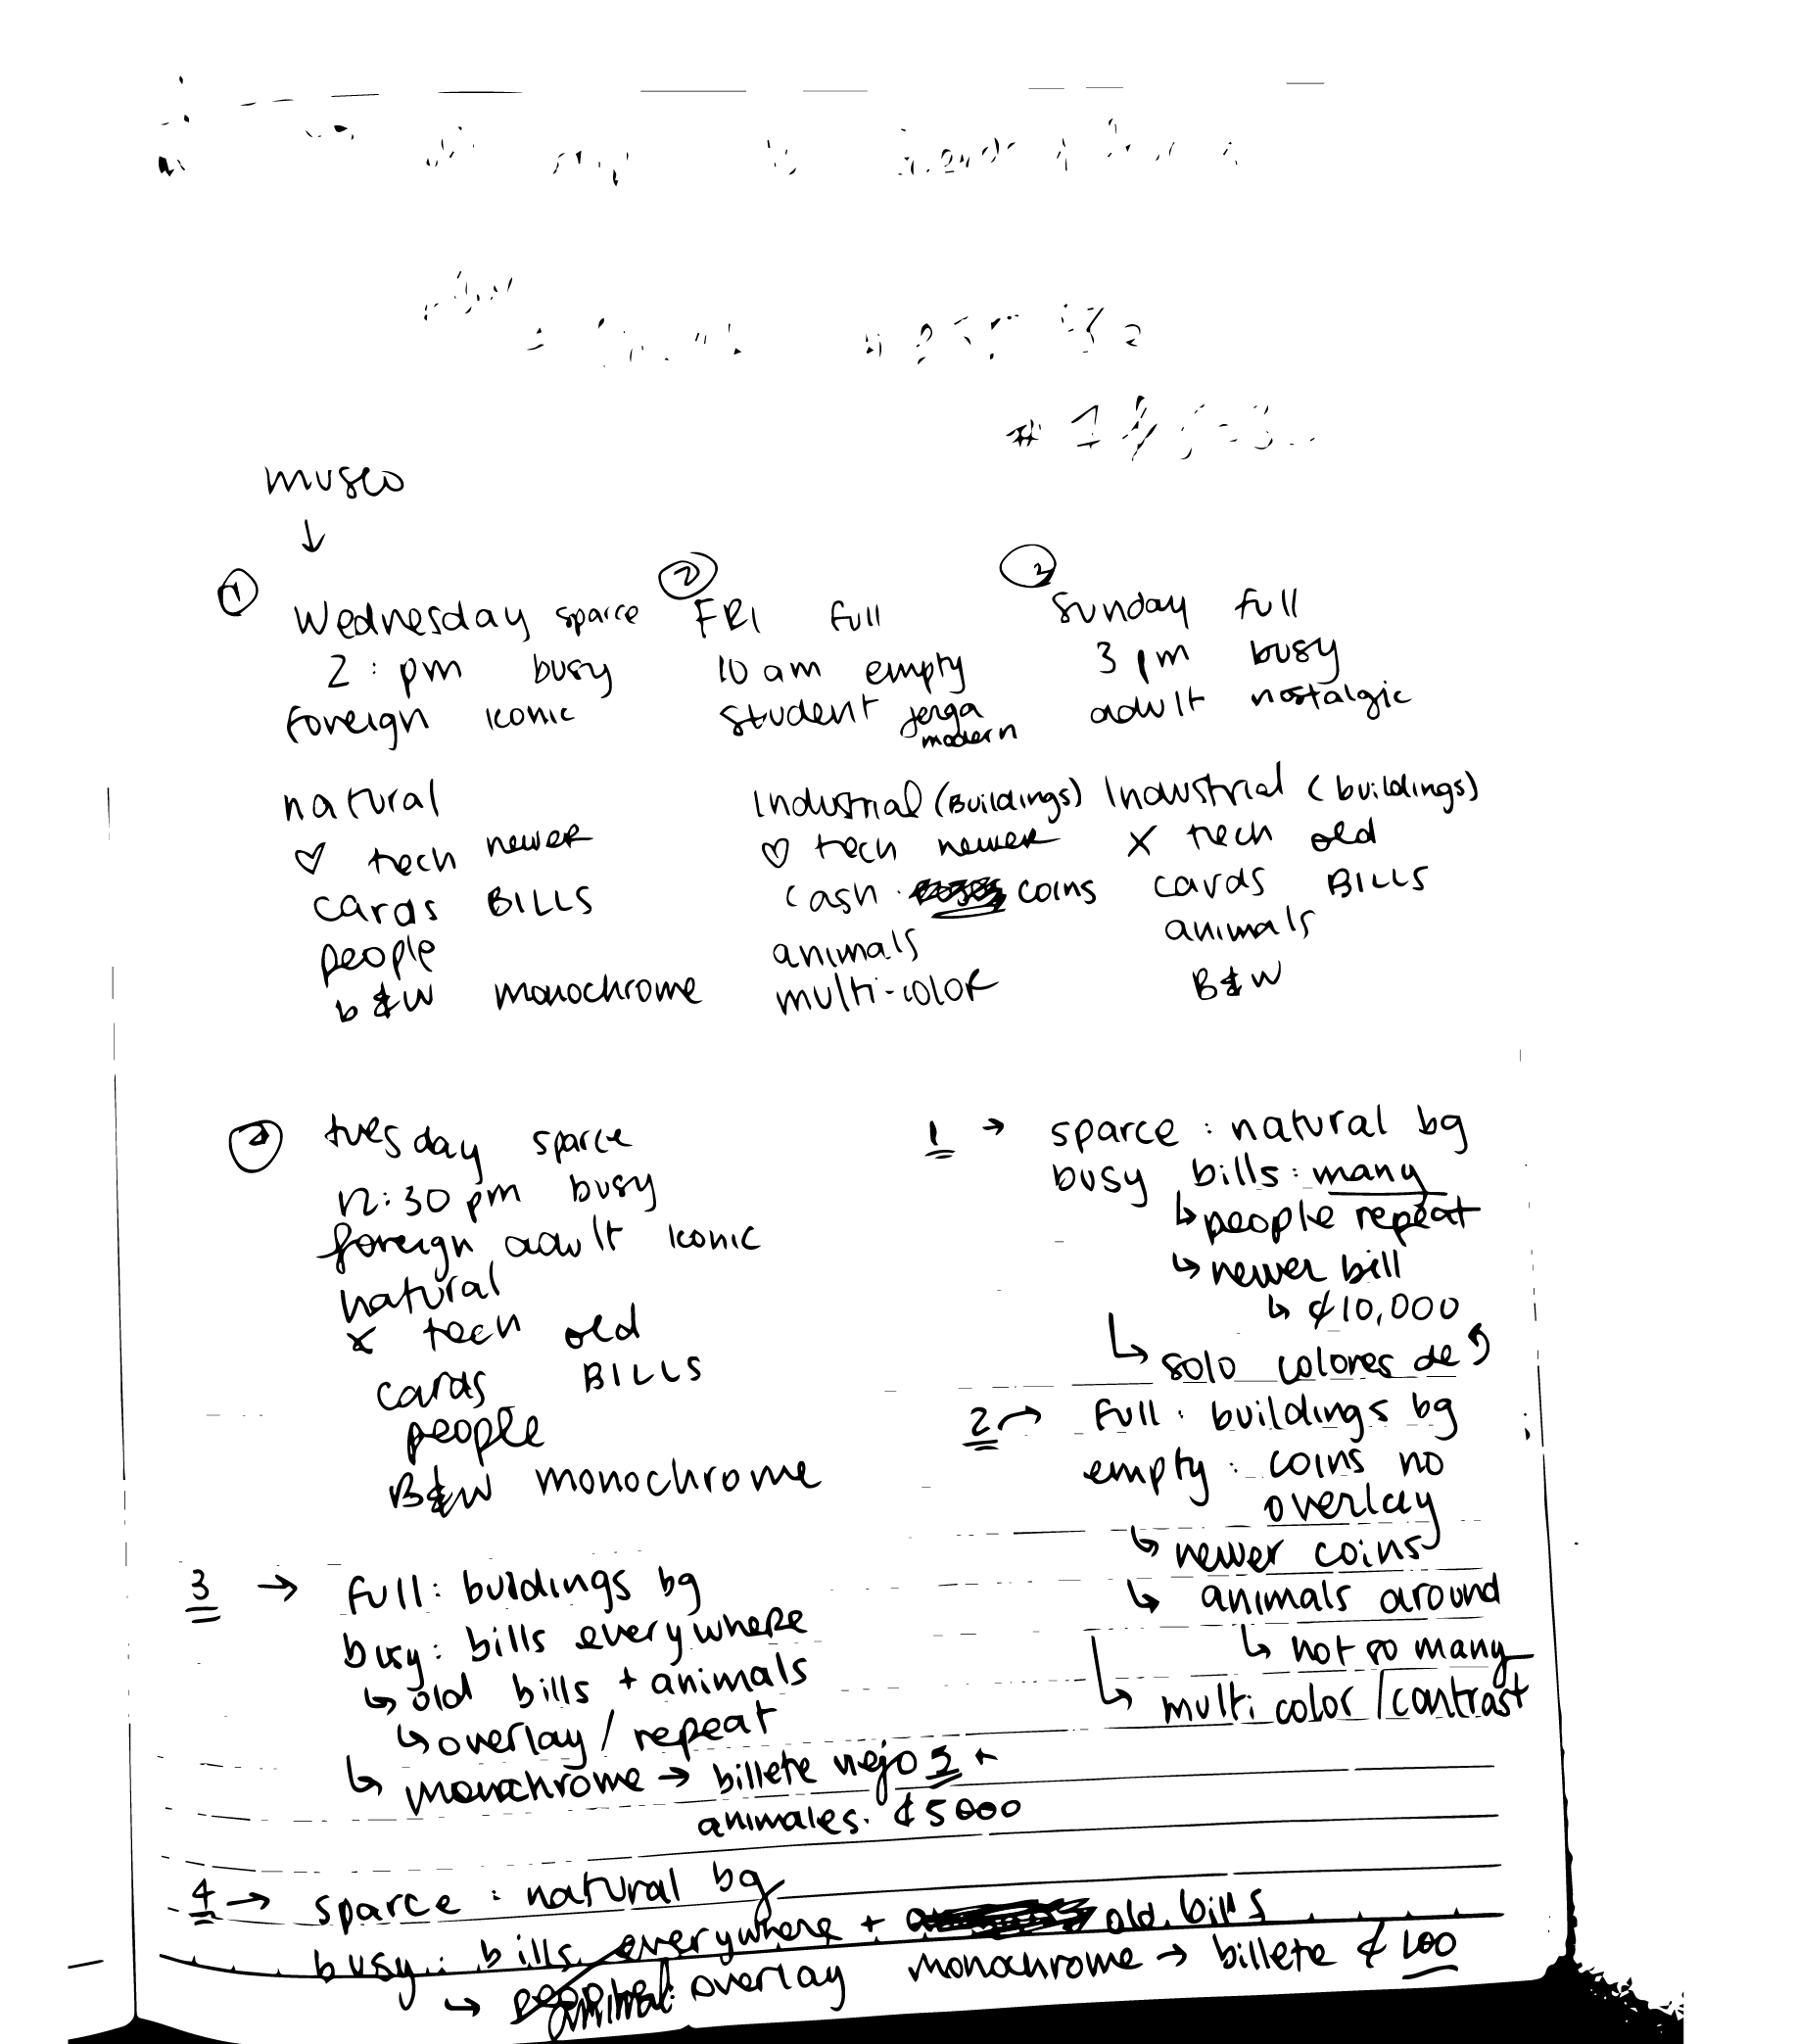 museo
↓
① Wednesday sparce
2:pm busy
foreign iconic
natural
♡ tech newer
cards BILLS
people
b&W monochrome
② FRI full
10 am empty
student jerga
modern
Industrial (Buildings)
♡ tech newer
cash coins
animals
multi-color
③ Sunday full
3 pm busy
adult nostalgic
Industrial (buildings)
X tech old
cards BILLS
animals
B&W
④ tuesday sparce
12:30 pm busy
foreign adult iconic
natural
x tech old
cards BILLS
people
B&W monochrome
1 → sparce : natural bg
busy bills: many
↳ people repeat
↳ newer bill
↳ ₡10,000
↳ solo colores de
2 → full : buildings bg
empty : coins no
overlay
↳ newer coins
↳ animals around
↳ not so many
↳ multi color / contrast
3 → full: buildings bg
busy: bills everywhere
↳ old bills + animals
↳ overlay / repeat
↳ monochrome → billete viejo 5 ←
animales. ₡5000
4 → sparce : natural bg
busy : bills everywhere + old bills
↳ overlay monochrome → billete ₡ 100